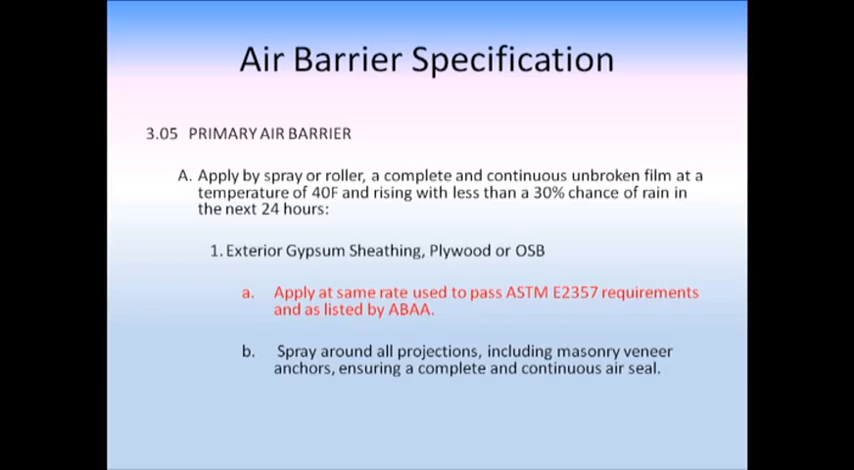 Air Barrier Specification
3.05 PRIMARY AIR BARRIER
A. Apply by spray or roller, a complete and continuous unbroken film at a
temperature of 40F and rising with less than a 30% chance of rain in
the next 24 hours:
1. Exterior Gypsum Sheathing, Plywood or OSB
a. Apply at same rate used to pass ASTM E2357 requirements
and as listed by ABAA.
b. Spray around all projections, including masonry veneer
anchors, ensuring a complete and continuous air seal.